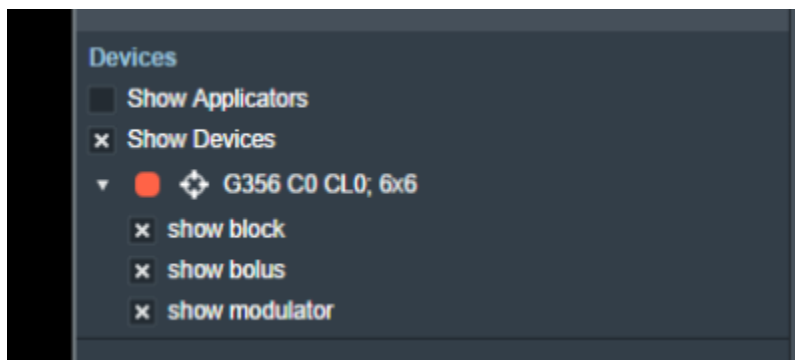 Devices
Show Applicators
Show Devices
G356 C0 CL0; 6x6
show block
show bolus
show modulator